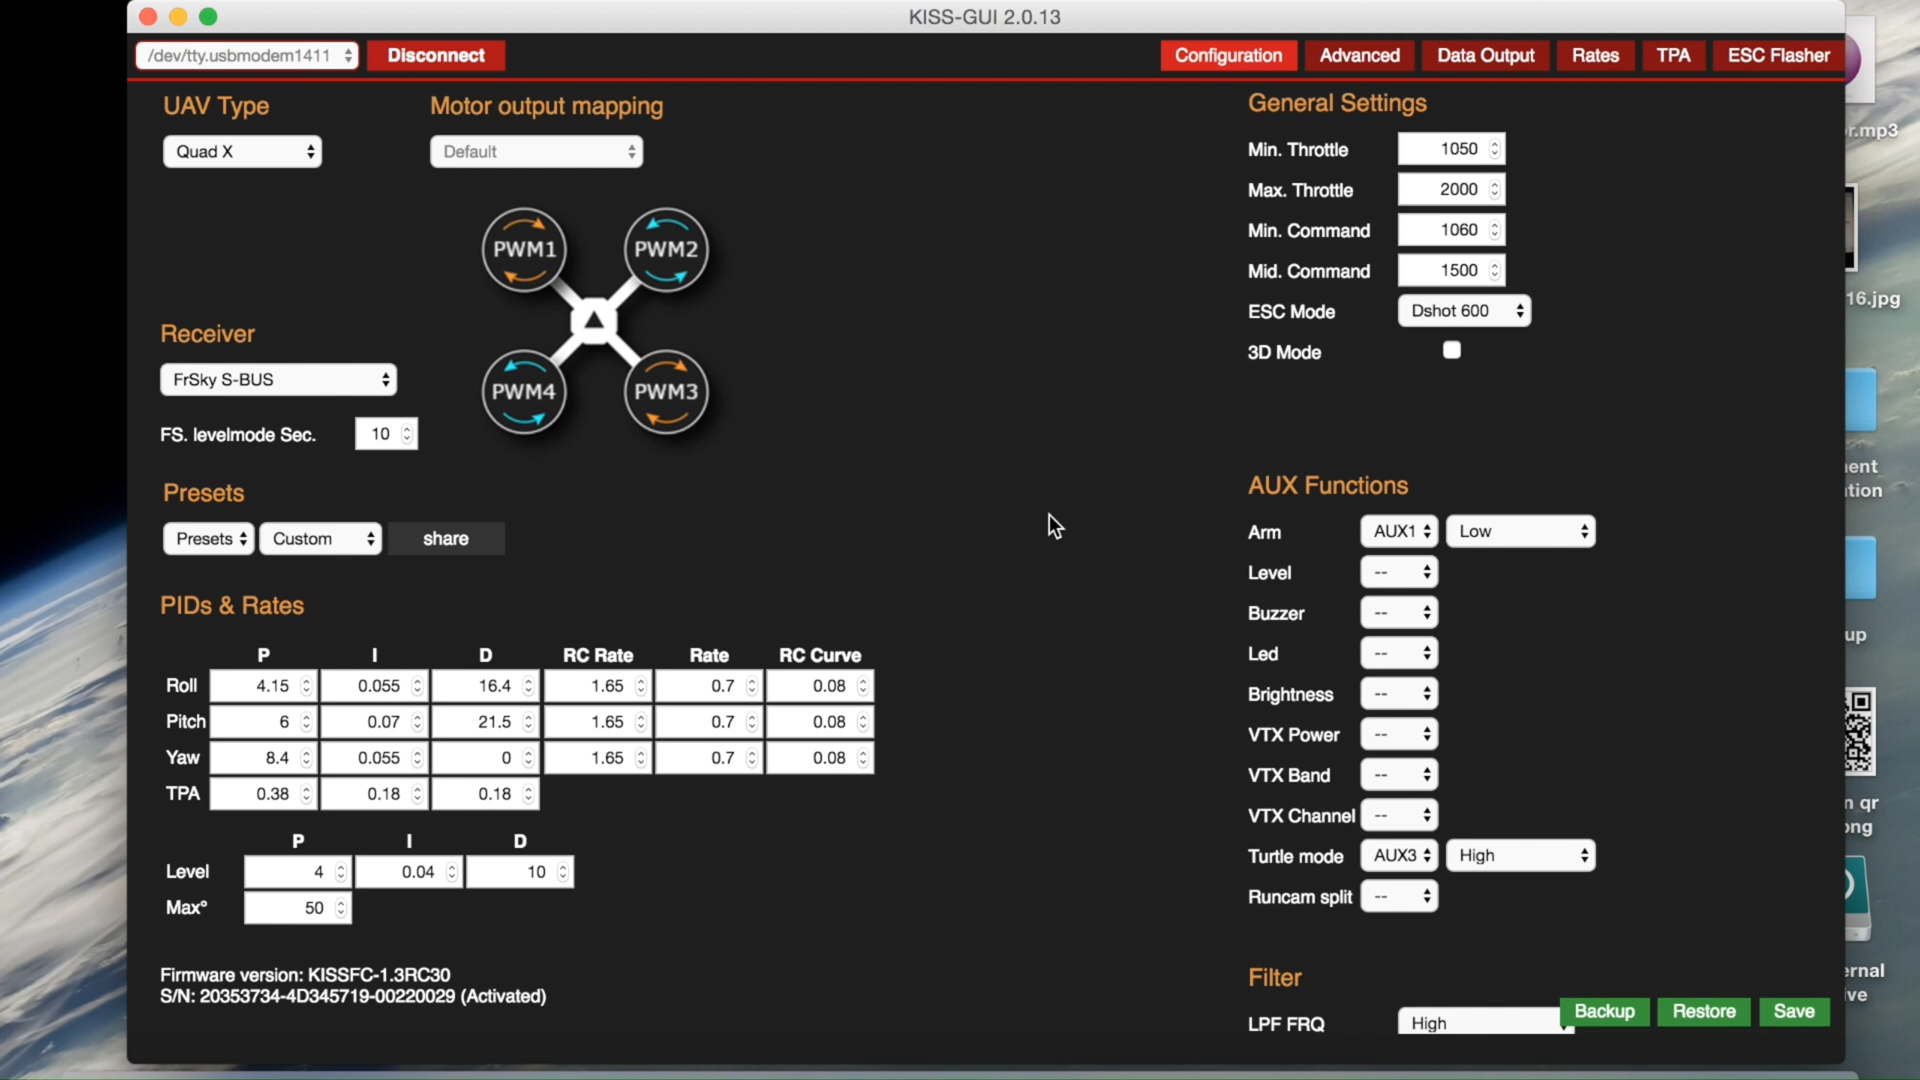 KISS-GUI 2.0.13
/dev/tty.usbmodem1411 Disconnect Configuration Advanced Data Output Rates TPA ESC Flasher
UAV Type Motor output mapping
Quad X Default
PWM1 PWM2
PWM4 PWM3
Receiver
FrSky S-BUS
FS. levelmode Sec. 10
Presets
Presets Custom share
PIDs & Rates
P I D RC Rate Rate RC Curve
Roll 4.15 0.055 16.4 1.65 0.7 0.08
Pitch 6 0.07 21.5 1.65 0.7 0.08
Yaw 8.4 0.055 0 1.65 0.7 0.08
TPA 0.38 0.18 0.18
P I D
Level 4 0.04 10
Max° 50
Firmware version: KISSFC-1.3RC30
S/N: 20353734-4D345719-00220029 (Activated)
General Settings
Min. Throttle 1050
Max. Throttle 2000
Min. Command 1060
Mid. Command 1500
ESC Mode Dshot 600
3D Mode
AUX Functions
Arm AUX1 Low
Level --
Buzzer --
Led --
Brightness --
VTX Power --
VTX Band --
VTX Channel --
Turtle mode AUX3 High
Runcam split --
Filter
LPF FRQ High
Backup Restore Save
r.mp3
16.jpg
up